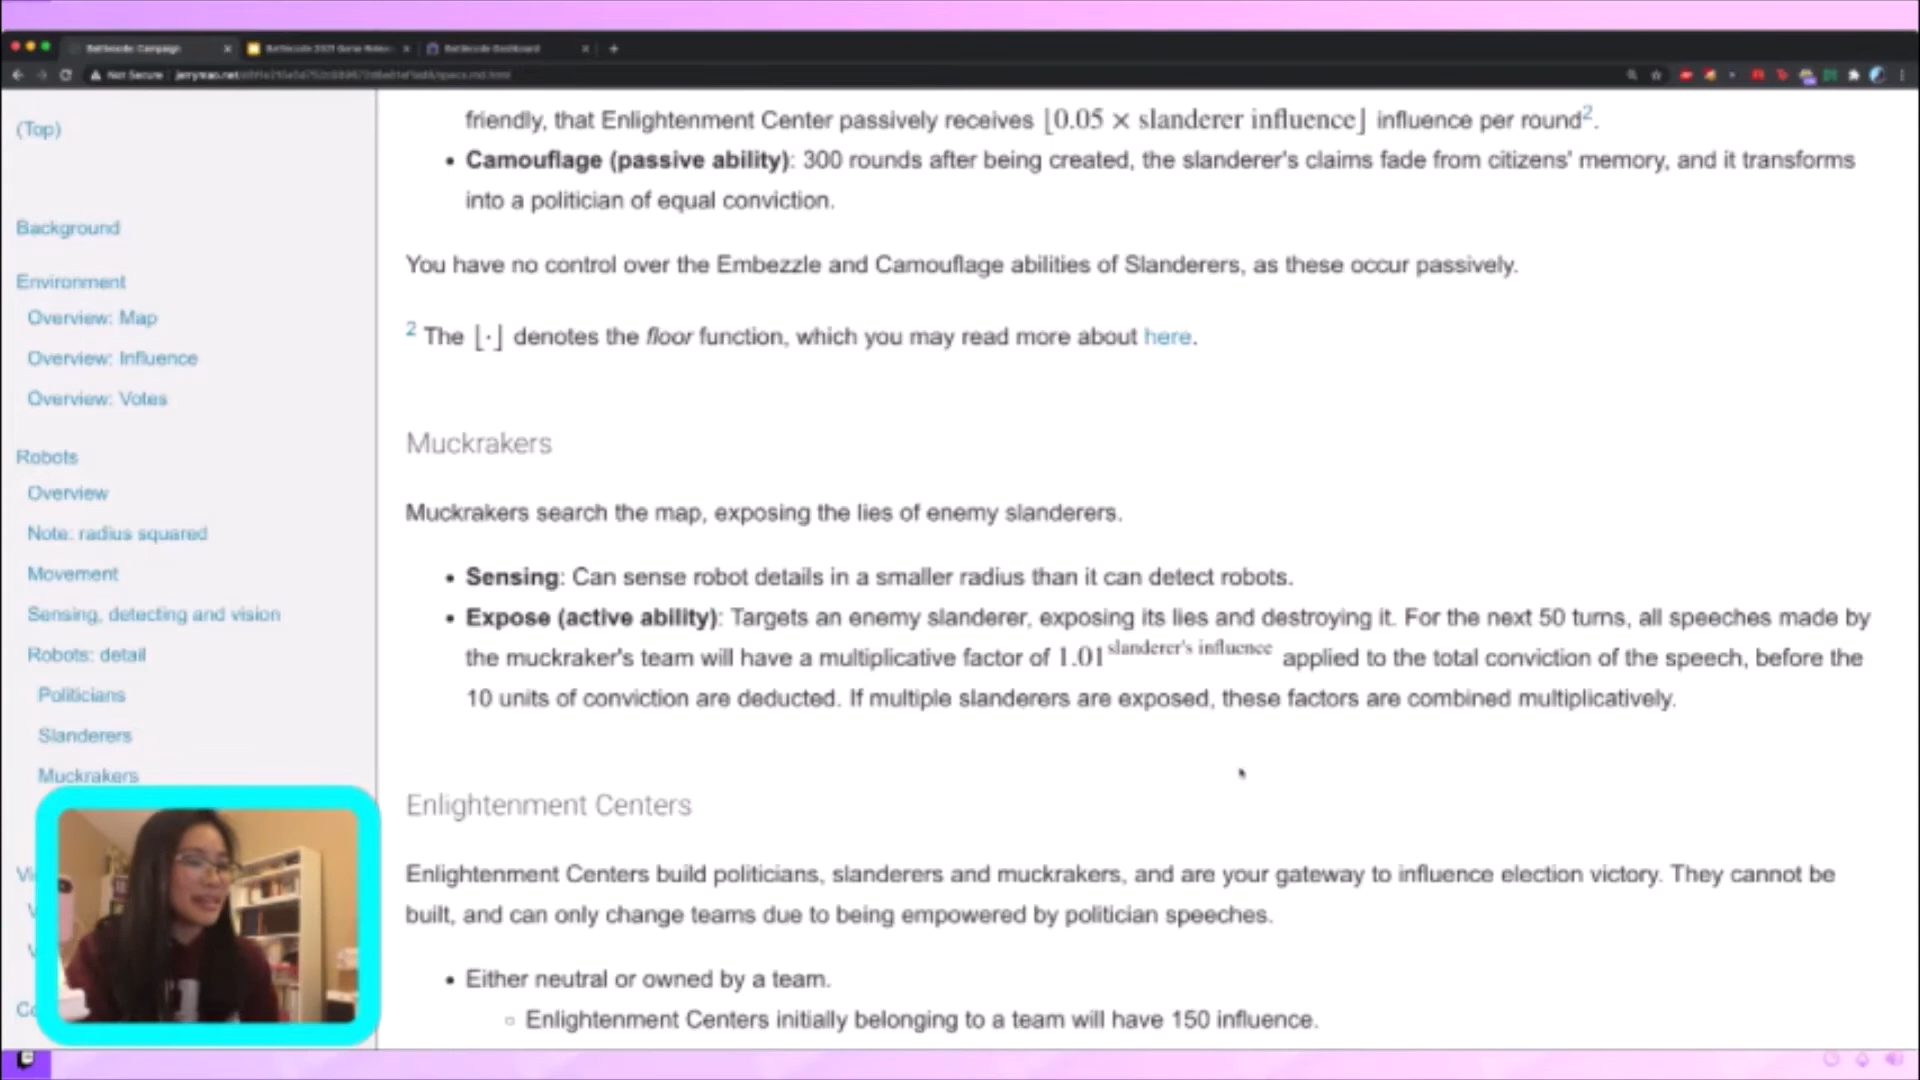 Battlecode Campaign
Battlecode 2021 Game Release
Battlecode Dashboard
Not Secure
(Top)
Background
Environment
Overview: Map
Overview: Influence
Overview: Votes
Robots
Overview
Note: radius squared
Movement
Sensing, detecting and vision
Robots: detail
Politicians
Slanderers
Muckrakers
friendly, that Enlightenment Center passively receives ⌊0.05 × slanderer influence⌋ influence per round2.
• Camouflage (passive ability): 300 rounds after being created, the slanderer's claims fade from citizens' memory, and it transforms
into a politician of equal conviction.
You have no control over the Embezzle and Camouflage abilities of Slanderers, as these occur passively.
2 The ⌊·⌋ denotes the floor function, which you may read more about here.
Muckrakers
Muckrakers search the map, exposing the lies of enemy slanderers.
• Sensing: Can sense robot details in a smaller radius than it can detect robots.
• Expose (active ability): Targets an enemy slanderer, exposing its lies and destroying it. For the next 50 turns, all speeches made by
the muckraker's team will have a multiplicative factor of 1.01slanderer's influence applied to the total conviction of the speech, before the
10 units of conviction are deducted. If multiple slanderers are exposed, these factors are combined multiplicatively.
Enlightenment Centers
Enlightenment Centers build politicians, slanderers and muckrakers, and are your gateway to influence election victory. They cannot be
built, and can only change teams due to being empowered by politician speeches.
• Either neutral or owned by a team.
○ Enlightenment Centers initially belonging to a team will have 150 influence.